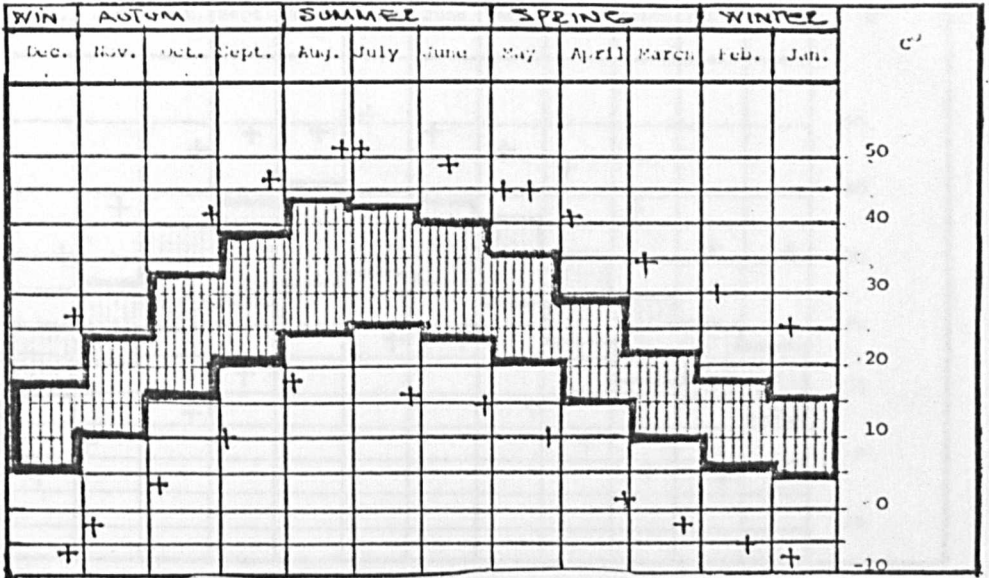 WIN AUTUM SUMMER SPRING WINTER
Dec. Nov. Oct. Sept. Aug. July June May April March Feb. Jan.
c°
50
40
30
20
10
0
-10